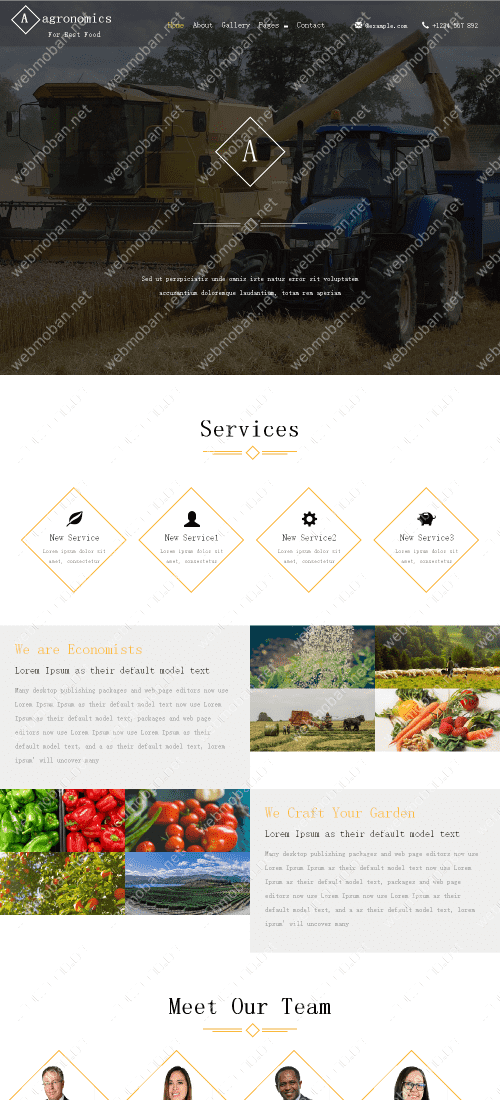 A agronomics
For Best Food
Home About Gallery Pages Contact
@example.com +1234 567 892
A
Sed ut perspiciatis unde omnis iste natus error sit voluptatem
accusantium doloremque laudantium, totam rem aperiam
webmoban.net
Services
New Service
Lorem ipsum dolor sit
amet, consectetur
New Service1
Lorem ipsum dolor sit
amet, consectetur
New Service2
Lorem ipsum dolor sit
amet, consectetur
New Service3
Lorem ipsum dolor sit
amet, consectetur
We are Economists
Lorem Ipsum as their default model text
Many desktop publishing packages and web page editors now use
Lorem Ipsum Ipsum as their default model text now use Lorem
Ipsum as their default model text, packages and web page
editors now use Lorem Ipsum now use Lorem Ipsum as their
default model text, and a as their default model text, lorem
ipsum' will uncover many
We Craft Your Garden
Lorem Ipsum as their default model text
Many desktop publishing packages and web page editors now use
Lorem Ipsum Ipsum as their default model text now use Lorem
Ipsum as their default model text, packages and web page
editors now use Lorem Ipsum now use Lorem Ipsum as their
default model text, and a as their default model text, lorem
ipsum' will uncover many
Meet Our Team